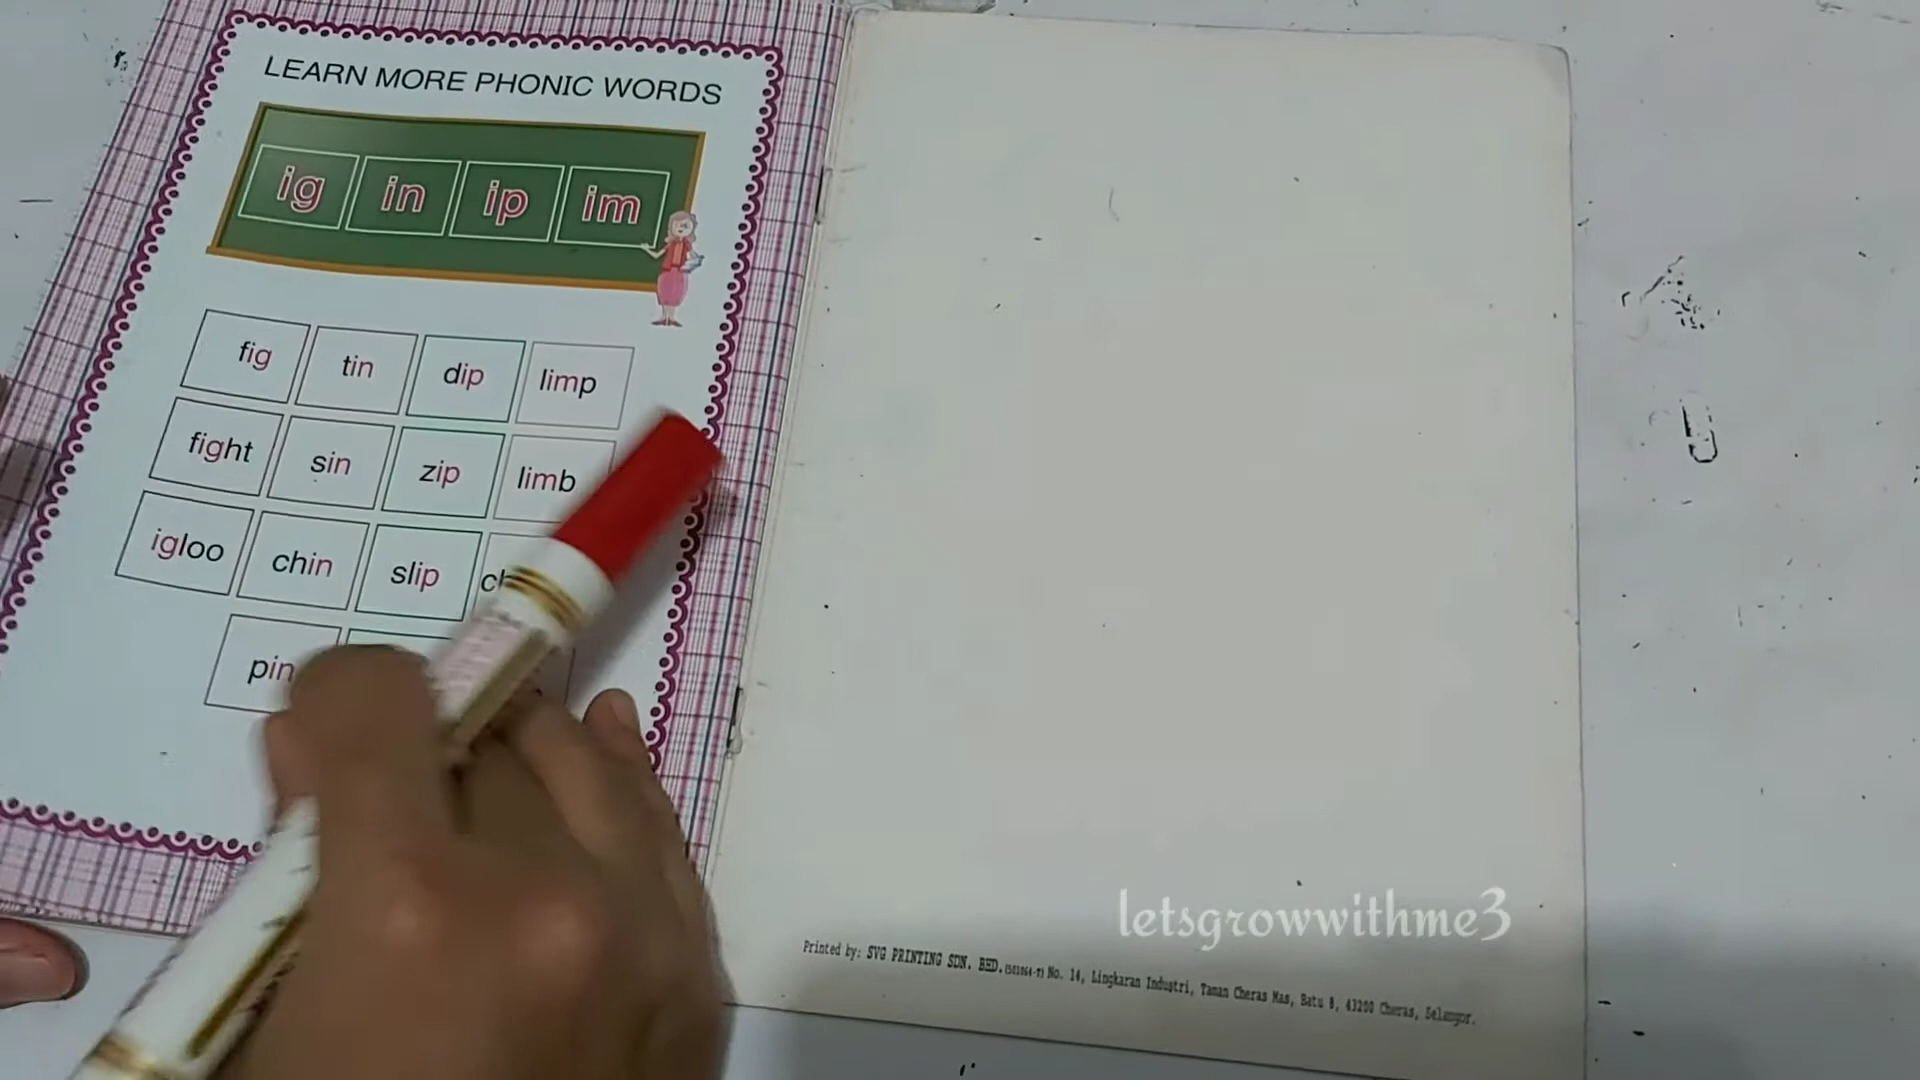 LEARN MORE PHONIC WORDS
ig in ip im
fig tin dip limp
fight sin zip limb
igloo chin slip
pin
letsgrowwithme3
Printed by: SVG PRINTING SDN. BHD. No. 14, Lingkaran Industri, Taman Cheras Mas, Batu 8, 43200 Cheras, Selangor.